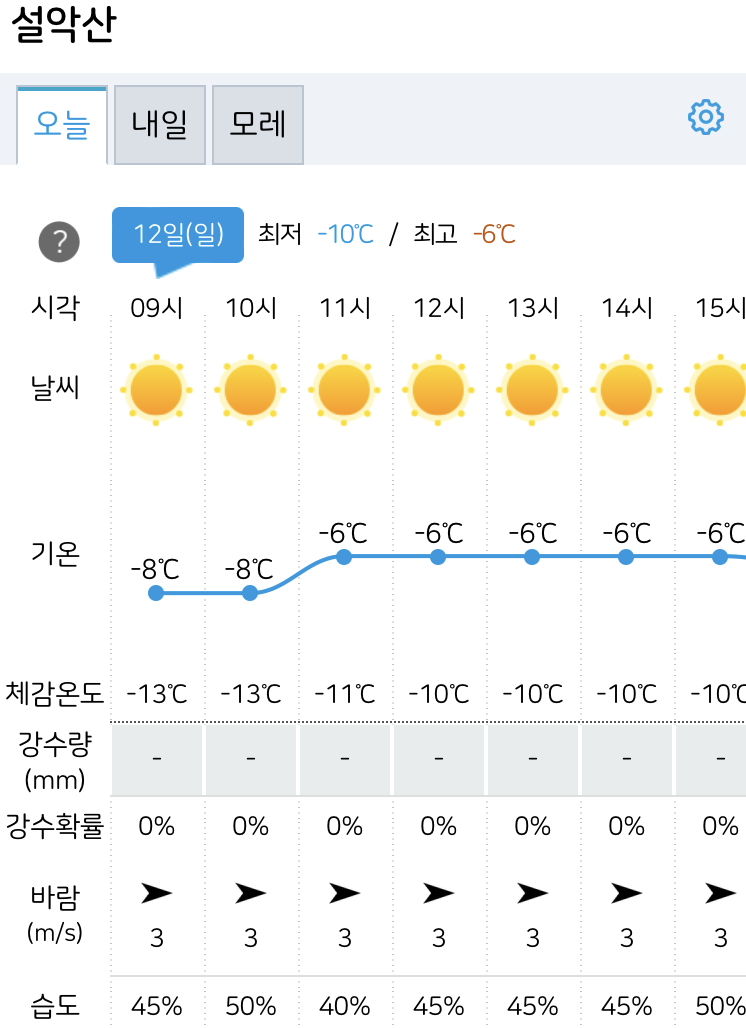 설악산
오늘 내일 모레
? 12일(일) 최저 -10℃ / 최고 -6℃
시각 09시 10시 11시 12시 13시 14시 15시
날씨
-6℃ -6℃ -6℃ -6℃ -6℃
기온
-8℃ -8℃
체감온도 -13℃ -13℃ -11℃ -10℃ -10℃ -10℃ -10℃
강수량 - - - - - - -
(mm)
강수확률 0% 0% 0% 0% 0% 0% 0%
바람
(m/s) 3 3 3 3 3 3 3
습도 45% 50% 40% 45% 45% 45% 50%